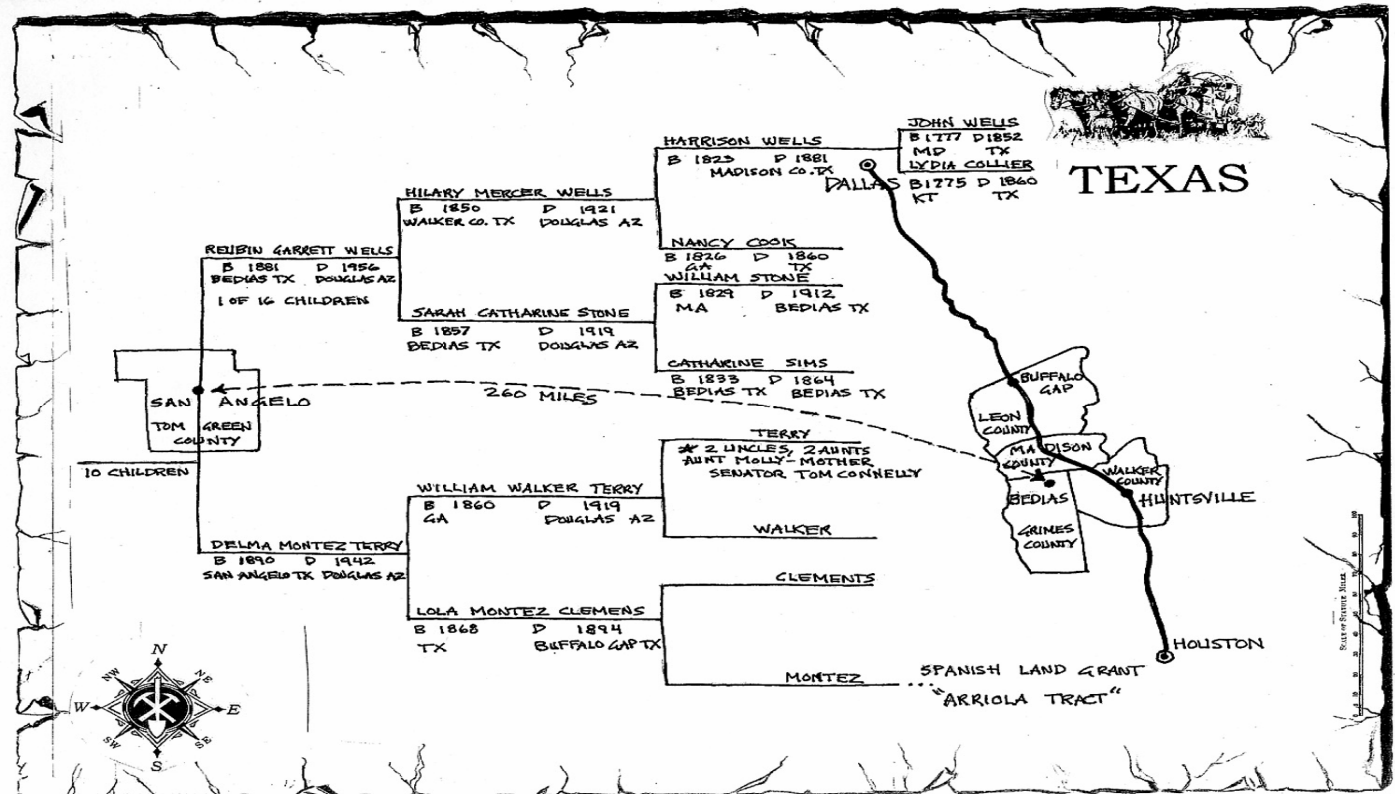 JOHN WELLS
B 1777 D 1852
MD TX
LYDIA COLLIER
B 1775 D 1860
KT TX
TEXAS
HARRISON WELLS
B 1823 D 1881
MADISON CO. TX
DALLAS
HILARY MERCER WELLS
B 1850 D 1921
WALKER CO. TX DOUGLAS AZ
NANCY COOK
B 1826 D 1860
GA TX
REUBIN GARRETT WELLS
B 1881 D 1956
BEDIAS TX DOUGLAS AZ
1 OF 16 CHILDREN
WILLIAM STONE
B 1829 D 1912
MA BEDIAS TX
SARAH CATHARINE STONE
B 1857 D 1919
BEDIAS TX DOUGLAS AZ
CATHARINE SIMS
B 1833 D 1864
BEDIAS TX BEDIAS TX
SAN ANGELO
TOM GREEN
COUNTY
260 MILES
BUFFALO
GAP
LEON
COUNTY
MADISON
COUNTY
WALKER
COUNTY
BEDIAS
HUNTSVILLE
GRIMES
COUNTY
10 CHILDREN
TERRY
* 2 UNCLES, 2 AUNTS
AUNT MOLLY-MOTHER
SENATOR TOM CONNELLY
WILLIAM WALKER TERRY
B 1860 D 1919
GA DOUGLAS AZ
WALKER
DELMA MONTEZ TERRY
B 1890 D 1942
SAN ANGELO TX DOUGLAS AZ
CLEMENTS
LOLA MONTEZ CLEMENS
B 1868 D 1894
TX BUFFALO GAP TX
MONTEZ
SPANISH LAND GRANT
"ARRIOLA TRACT"
HOUSTON
SCALE OF STATUTE MILES
N
NW NE
W E
SW SE
S